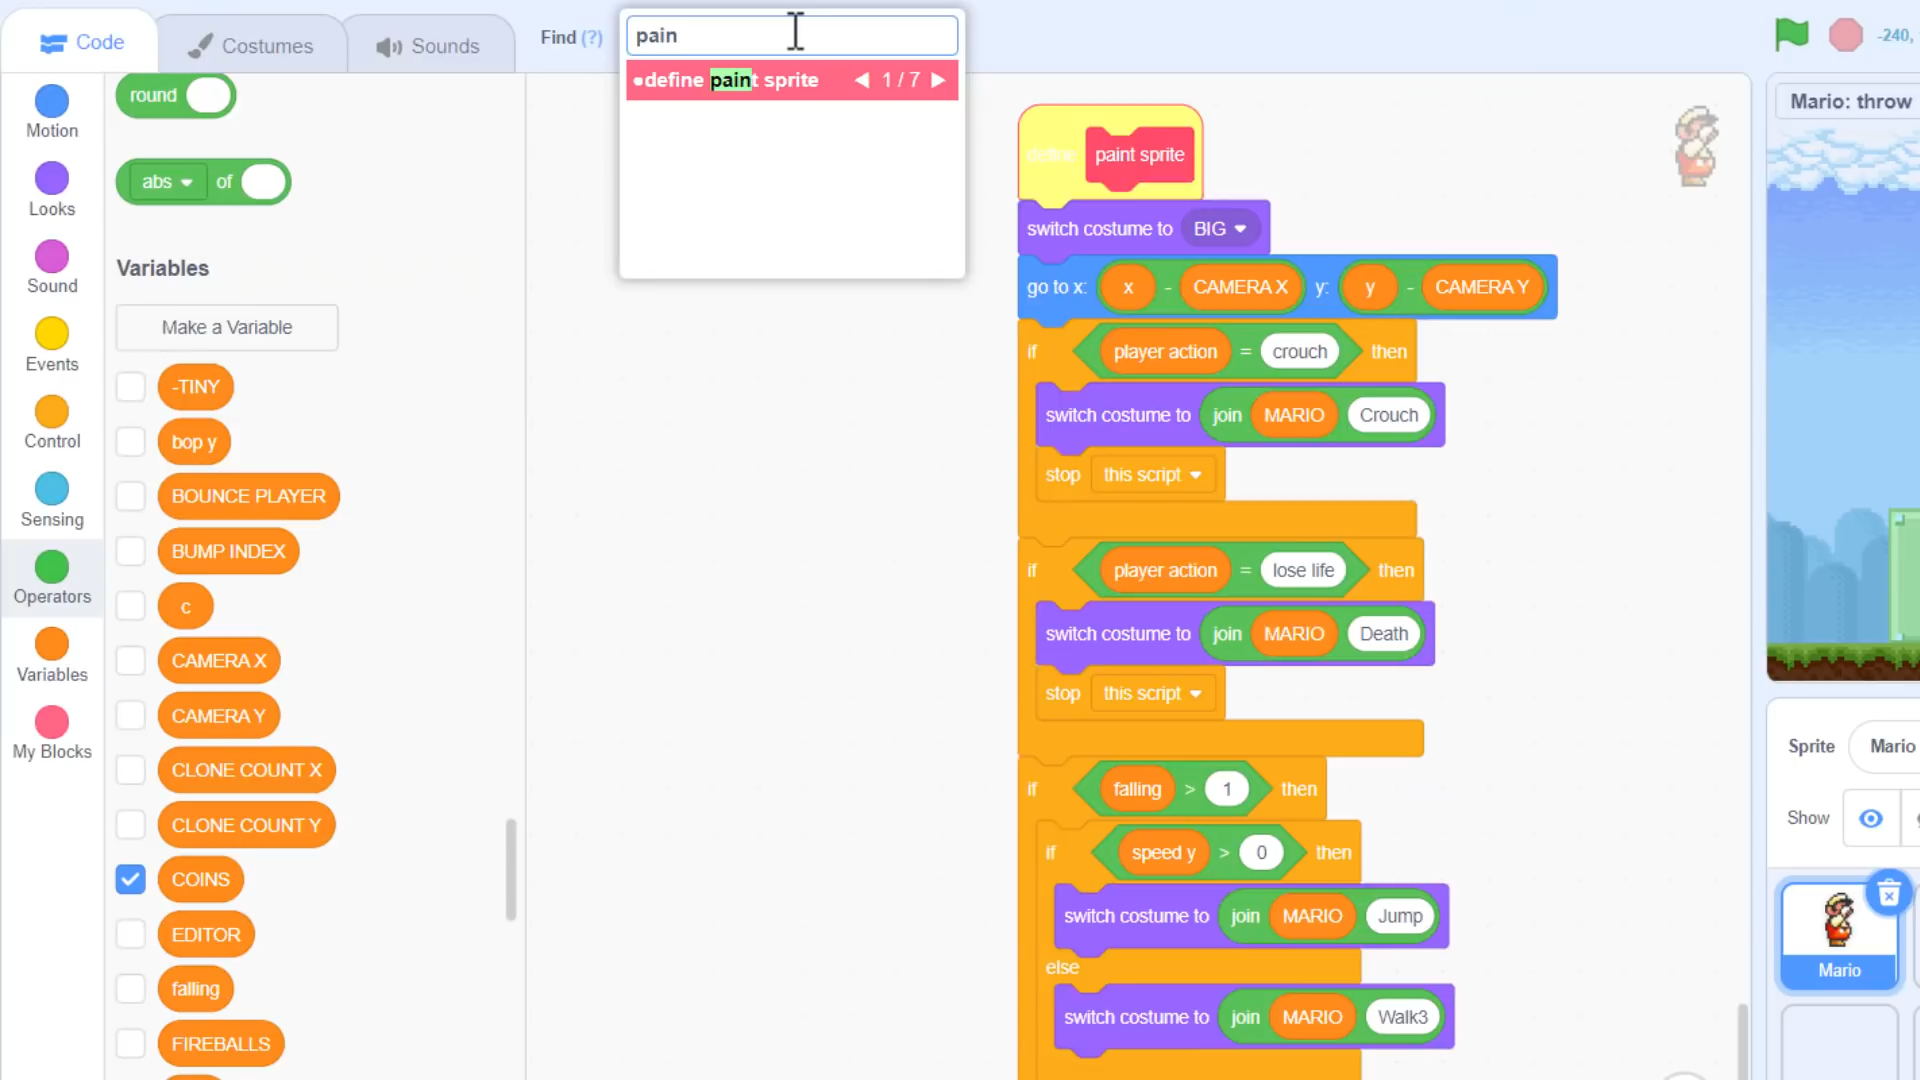 Code
Costumes
Sounds
Find (?)
pain
●define paint sprite ◀ 1 / 7 ▶
-240,
Motion
Looks
Sound
Events
Control
Sensing
Operators
Variables
My Blocks
round
abs of
Variables
Make a Variable
-TINY
bop y
BOUNCE PLAYER
BUMP INDEX
c
CAMERA X
CAMERA Y
CLONE COUNT X
CLONE COUNT Y
COINS
EDITOR
falling
FIREBALLS
define paint sprite
switch costume to BIG
go to x: x - CAMERA X y: y - CAMERA Y
if player action = crouch then
switch costume to join MARIO Crouch
stop this script
if player action = lose life then
switch costume to join MARIO Death
stop this script
if falling > 1 then
if speed y > 0 then
switch costume to join MARIO Jump
else
switch costume to join MARIO Walk3
Mario: throw
Sprite Mario
Show
Mario